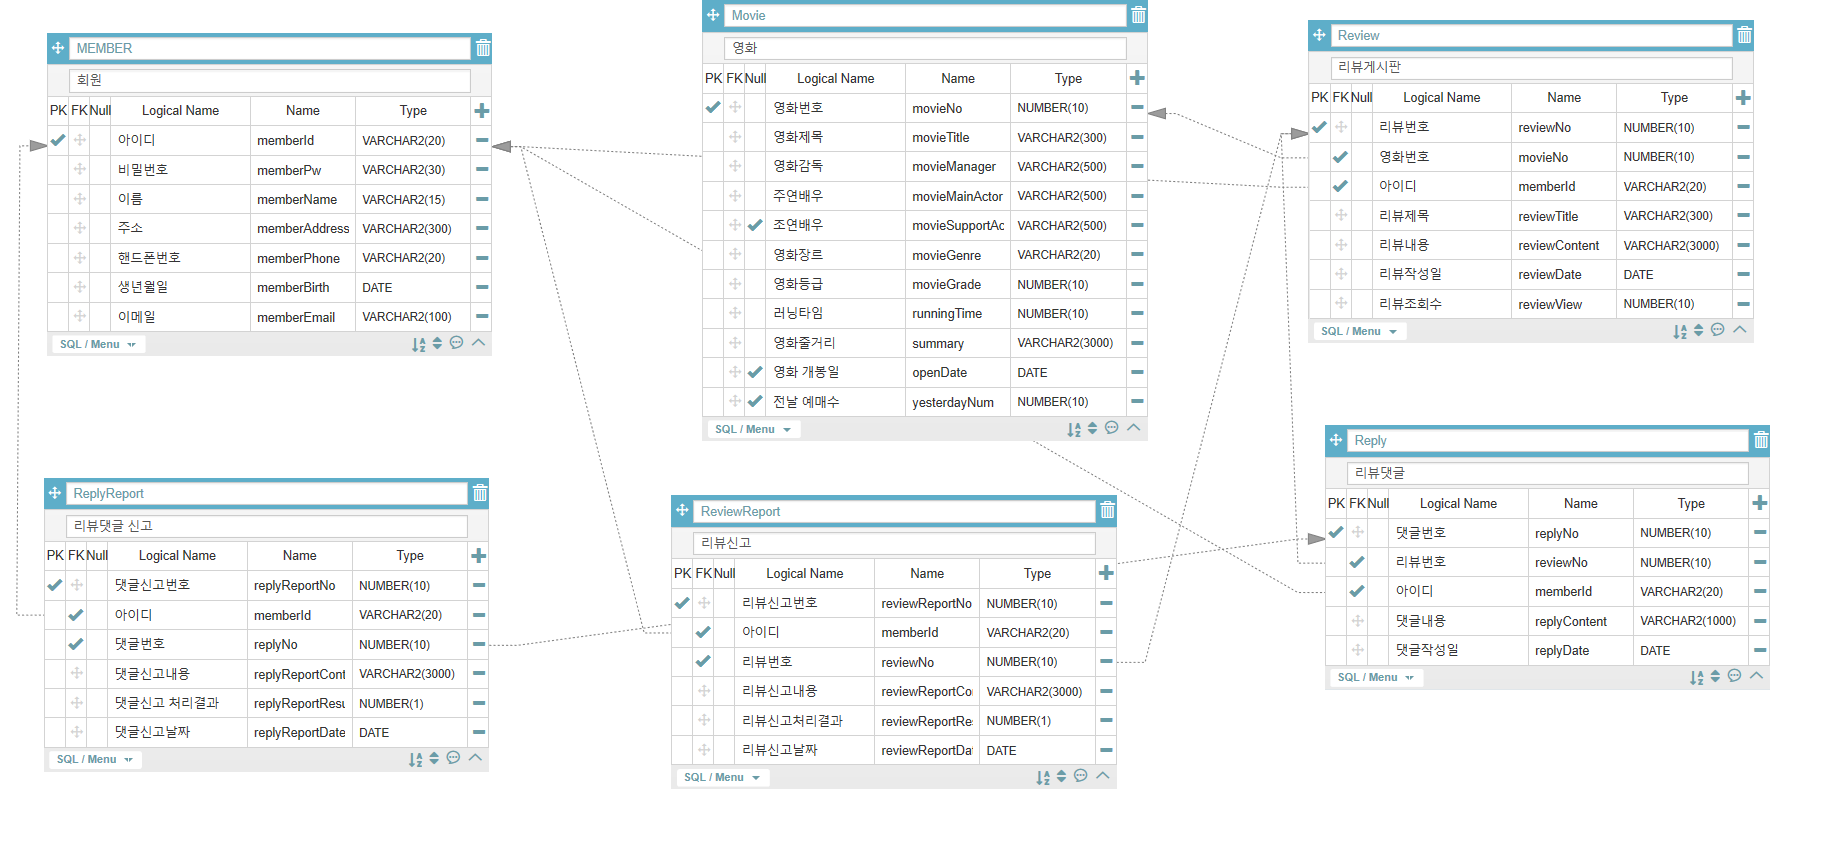 MEMBER
회원
PK FK Null Logical Name Name Type
아이디 memberId VARCHAR2(20)
비밀번호 memberPw VARCHAR2(30)
이름 memberName VARCHAR2(15)
주소 memberAddress VARCHAR2(300)
핸드폰번호 memberPhone VARCHAR2(20)
생년월일 memberBirth DATE
이메일 memberEmail VARCHAR2(100)
SQL / Menu
Movie
영화
PK FK Null Logical Name Name Type
영화번호 movieNo NUMBER(10)
영화제목 movieTitle VARCHAR2(300)
영화감독 movieManager VARCHAR2(500)
주연배우 movieMainActor VARCHAR2(500)
조연배우 movieSupportAc VARCHAR2(500)
영화장르 movieGenre VARCHAR2(20)
영화등급 movieGrade NUMBER(10)
러닝타임 runningTime NUMBER(10)
영화줄거리 summary VARCHAR2(3000)
영화 개봉일 openDate DATE
전날 예매수 yesterdayNum NUMBER(10)
SQL / Menu
Review
리뷰게시판
PK FK Null Logical Name Name Type
리뷰번호 reviewNo NUMBER(10)
영화번호 movieNo NUMBER(10)
아이디 memberId VARCHAR2(20)
리뷰제목 reviewTitle VARCHAR2(300)
리뷰내용 reviewContent VARCHAR2(3000)
리뷰작성일 reviewDate DATE
리뷰조회수 reviewView NUMBER(10)
SQL / Menu
ReplyReport
리뷰댓글 신고
PK FK Null Logical Name Name Type
댓글신고번호 replyReportNo NUMBER(10)
아이디 memberId VARCHAR2(20)
댓글번호 replyNo NUMBER(10)
댓글신고내용 replyReportCont VARCHAR2(3000)
댓글신고 처리결과 replyReportResu NUMBER(1)
댓글신고날짜 replyReportDate DATE
SQL / Menu
ReviewReport
리뷰신고
PK FK Null Logical Name Name Type
리뷰신고번호 reviewReportNo NUMBER(10)
아이디 memberId VARCHAR2(20)
리뷰번호 reviewNo NUMBER(10)
리뷰신고내용 reviewReportCo VARCHAR2(3000)
리뷰신고처리결과 reviewReportRe NUMBER(1)
리뷰신고날짜 reviewReportDat DATE
SQL / Menu
Reply
리뷰댓글
PK FK Null Logical Name Name Type
댓글번호 replyNo NUMBER(10)
리뷰번호 reviewNo NUMBER(10)
아이디 memberId VARCHAR2(20)
댓글내용 replyContent VARCHAR2(1000)
댓글작성일 replyDate DATE
SQL / Menu